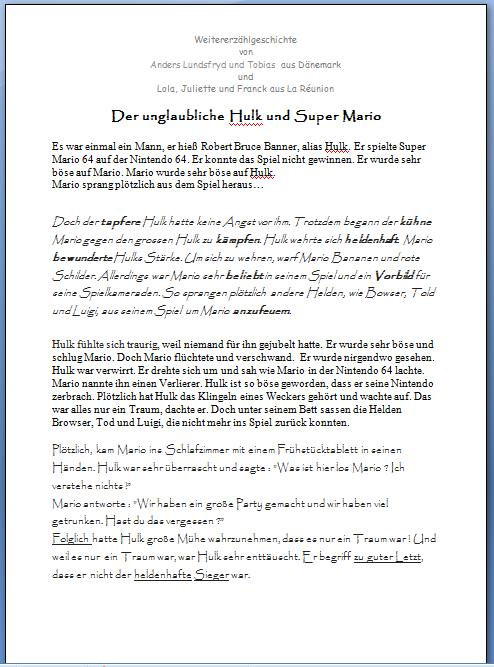 Weitererzählgeschichte
von
Anders Lundsfryd und Tobias aus Dänemark
und
Lola, Juliette und Franck aus La Réunion
Der unglaubliche Hulk und Super Mario
Es war einmal ein Mann, er hieß Robert Bruce Banner, alias Hulk. Er spielte Super
Mario 64 auf der Nintendo 64. Er konnte das Spiel nicht gewinnen. Er wurde sehr
böse auf Mario. Mario wurde sehr böse auf Hulk.
Mario sprang plötzlich aus dem Spiel heraus…
Doch der tapfere Hulk hatte keine Angst vor ihm. Trotzdem begann der kühne
Mario gegen den grossen Hulk zu kämpfen. Hulk wehrte sich heldenhaft. Mario
bewunderte Hulks Stärke. Um sich zu wehren, warf Mario Bananen und rote
Schilder. Allerdings war Mario sehr beliebt in seinem Spiel und ein Vorbild für
seine Spielkameraden. So sprangen plötzlich andere Helden, wie Bowser, Told
und Luigi, aus seinem Spiel um Mario anzufeuern.
Hulk fühlte sich traurig, weil niemand für ihn gejubelt hatte. Er wurde sehr böse und
schlug Mario. Doch Mario flüchtete und verschwand. Er wurde nirgendwo gesehen.
Hulk war verwirrt. Er drehte sich um und sah wie Mario in der Nintendo 64 lachte.
Mario nannte ihn einen Verlierer. Hulk ist so böse geworden, dass er seine Nintendo
zerbrach. Plötzlich hat Hulk das Klingeln eines Weckers gehört und wachte auf. Das
war alles nur ein Traum, dachte er. Doch unter seinem Bett sassen die Helden
Browser, Tod und Luigi, die nicht mehr ins Spiel zurück konnten.
Plötzlich, kam Mario ins Schlafzimmer mit einem Frühstücktablett in seinen
Händen. Hulk war sehr überrascht und sagte : "Was ist hier los Mario ? Ich
verstehe nichts !"
Mario antworte : "Wir haben ein große Party gemacht und wir haben viel
getrunken. Hast du das vergessen ?"
Folglich hatte Hulk große Mühe wahrzunehmen, dass es nur ein Traum war ! Und
weil es nur ein Traum war, war Hulk sehr enttäuscht. Er begriff zu guter Letzt,
dass er nicht der heldenhafte Sieger war.